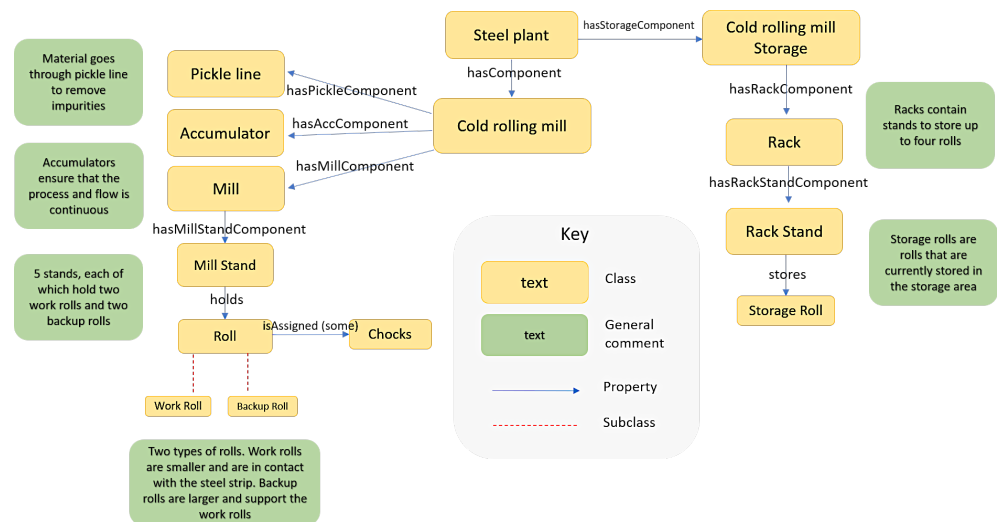 Steel plant
hasStorageComponent
Cold rolling mill
Storage
hasComponent
Material goes
through pickle line
to remove
impurities
Pickle line
hasPickleComponent
Cold rolling mill
hasRackComponent
Racks contain
stands to store up
to four rolls
Accumulator
hasAccComponent
Rack
Accumulators
ensure that the
process and flow is
continuous
hasMillComponent
Mill
hasRackStandComponent
hasMillStandComponent
Rack Stand
Storage rolls are
rolls that are
currently stored in
the storage area
5 stands, each of
which hold two
work rolls and two
backup rolls
Mill Stand
stores
holds
Storage Roll
Roll
isAssigned (some)
Chocks
Work Roll
Backup Roll
Two types of rolls. Work rolls
are smaller and are in contact
with the steel strip. Backup
rolls are larger and support the
work rolls
Key
text
Class
text
General
comment
Property
Subclass